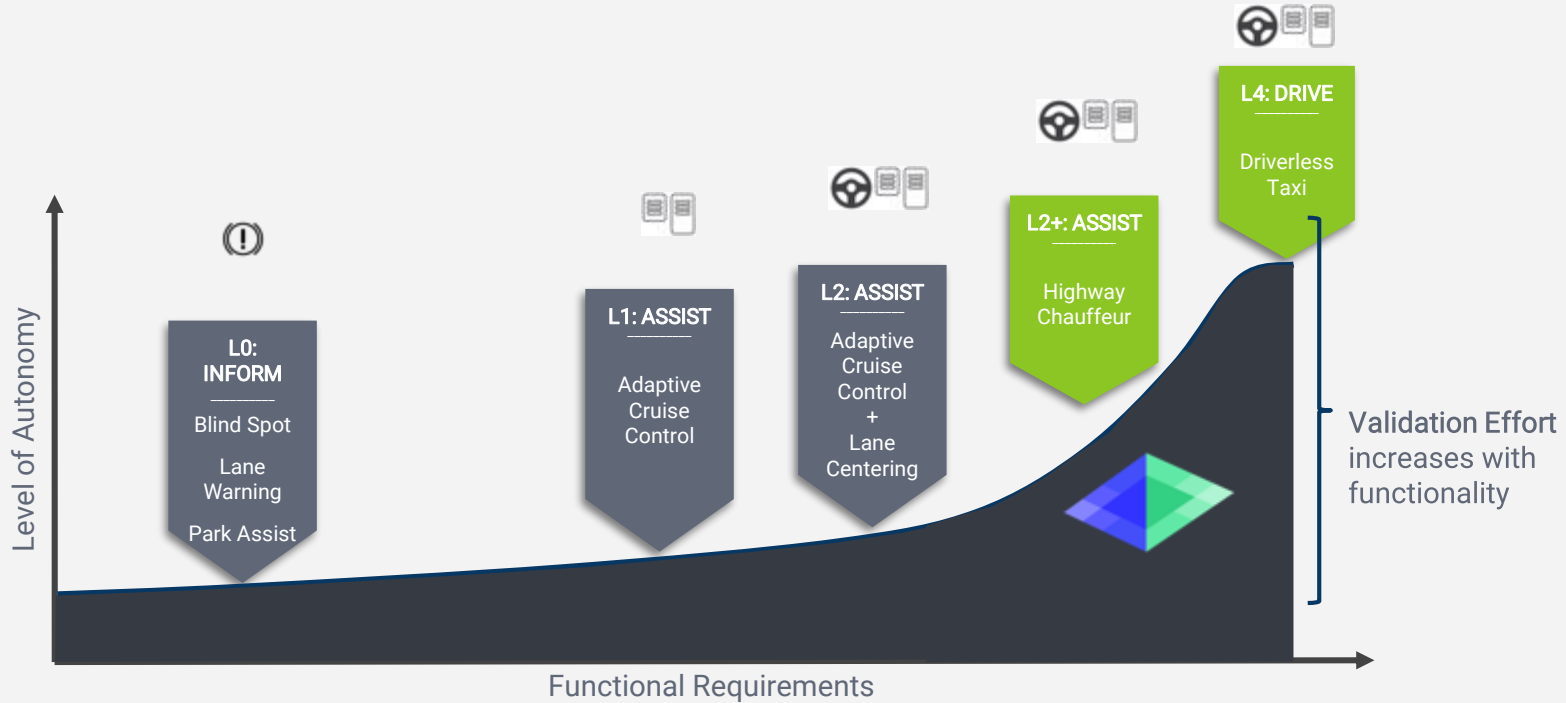 L4: DRIVE
Driverless
Taxi
L2+: ASSIST
Highway
Chauffeur
L2: ASSIST
Adaptive
Cruise
Control
+
Lane
Centering
L1: ASSIST
Adaptive
Cruise
Control
L0:
INFORM
Blind Spot
Lane
Warning
Park Assist
Level of Autonomy
Validation Effort
increases with
functionality
Functional Requirements